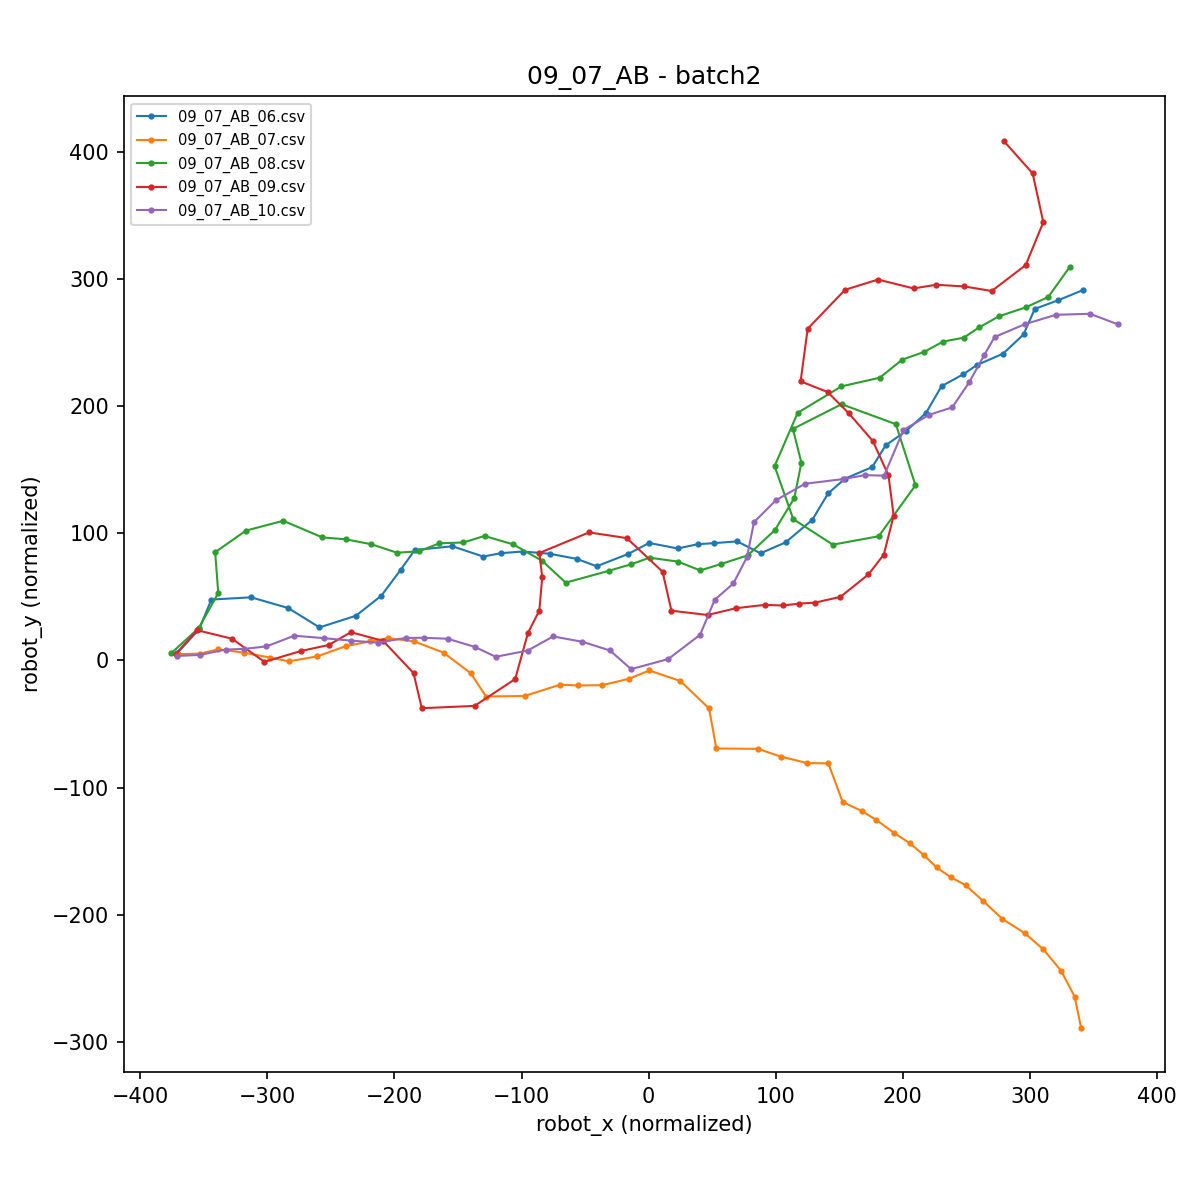 09_07_AB - batch2
09_07_AB_06.csv
09_07_AB_07.csv
09_07_AB_08.csv
09_07_AB_09.csv
09_07_AB_10.csv
400
300
200
100
0
−100
−200
−300
robot_y (normalized)
−400 −300 −200 −100 0 100 200 300 400
robot_x (normalized)